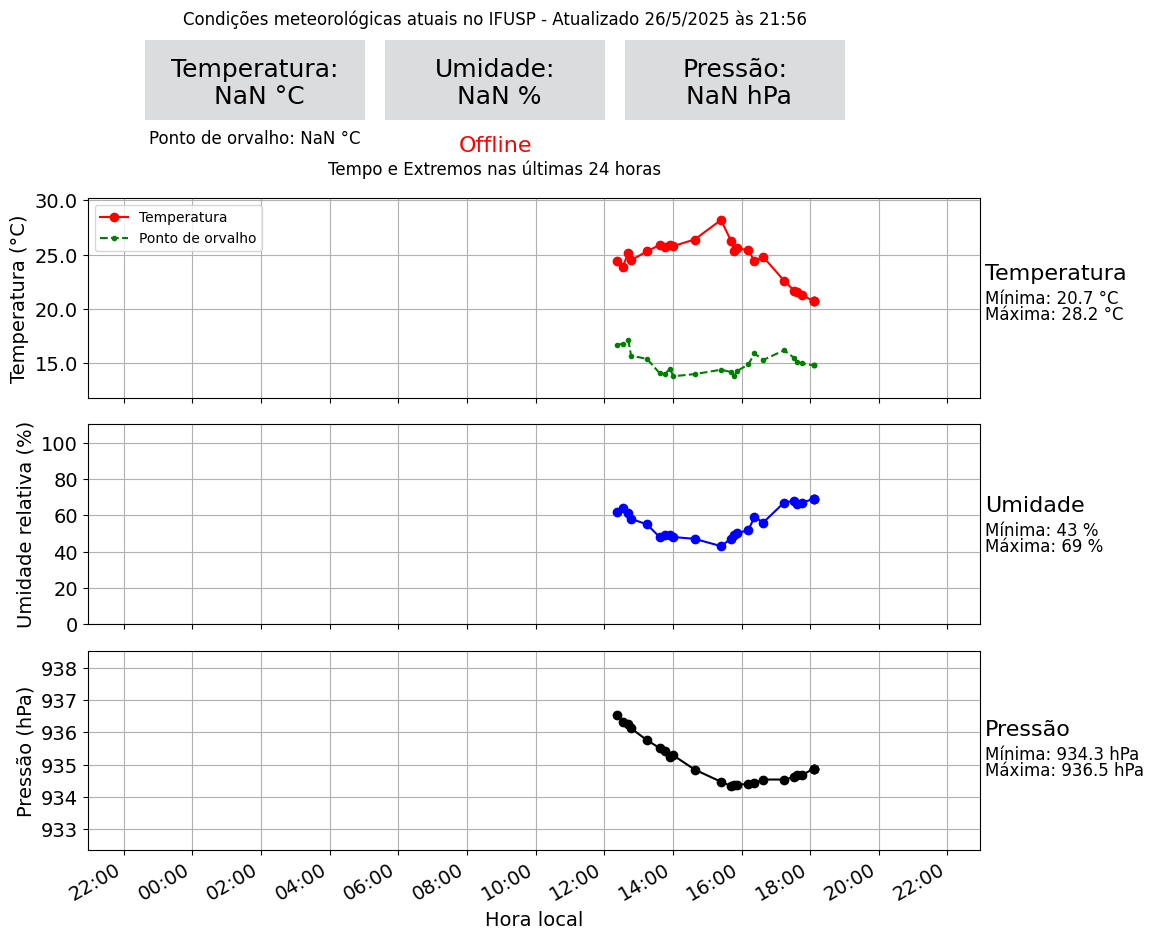 Condições meteorológicas atuais no IFUSP - Atualizado 26/5/2025 às 21:56
Temperatura:
NaN °C
Umidade:
NaN %
Pressão:
NaN hPa
Ponto de orvalho: NaN °C
Offline
Tempo e Extremos nas últimas 24 horas
Temperatura (°C)
30.0
25.0
20.0
15.0
Temperatura
Ponto de orvalho
Temperatura
Mínima: 20.7 °C
Máxima: 28.2 °C
Umidade relativa (%)
100
80
60
40
20
0
Umidade
Mínima: 43 %
Máxima: 69 %
Pressão (hPa)
938
937
936
935
934
933
Pressão
Mínima: 934.3 hPa
Máxima: 936.5 hPa
22:00
00:00
02:00
04:00
06:00
08:00
10:00
12:00
14:00
16:00
18:00
20:00
22:00
Hora local